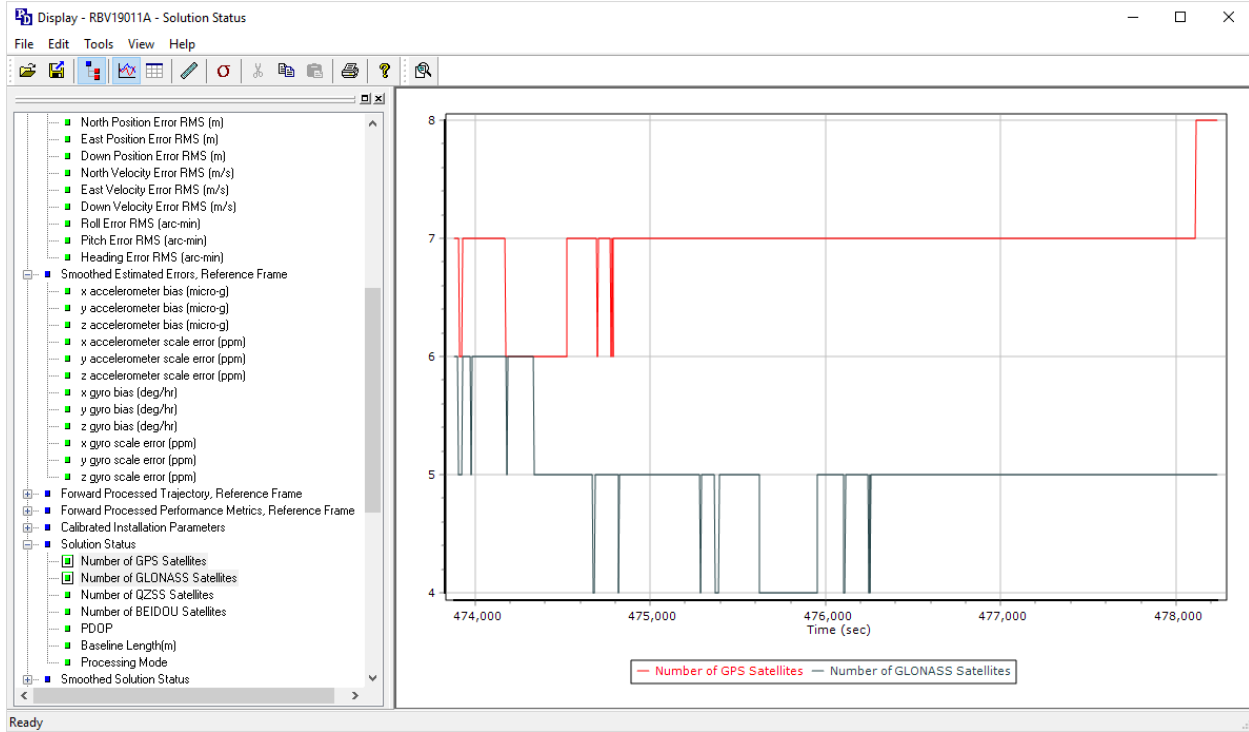 Display - RBV19011A - Solution Status
File Edit Tools View Help
North Position Error RMS (m)
East Position Error RMS (m)
Down Position Error RMS (m)
North Velocity Error RMS (m/s)
East Velocity Error RMS (m/s)
Down Velocity Error RMS (m/s)
Roll Error RMS (arc-min)
Pitch Error RMS (arc-min)
Heading Error RMS (arc-min)
Smoothed Estimated Errors, Reference Frame
x accelerometer bias (micro-g)
y accelerometer bias (micro-g)
z accelerometer bias (micro-g)
x accelerometer scale error (ppm)
y accelerometer scale error (ppm)
z accelerometer scale error (ppm)
x gyro bias (deg/hr)
y gyro bias (deg/hr)
z gyro bias (deg/hr)
x gyro scale error (ppm)
y gyro scale error (ppm)
z gyro scale error (ppm)
Forward Processed Trajectory, Reference Frame
Forward Processed Performance Metrics, Reference Frame
Calibrated Installation Parameters
Solution Status
Number of GPS Satellites
Number of GLONASS Satellites
Number of QZSS Satellites
Number of BEIDOU Satellites
PDOP
Baseline Length(m)
Processing Mode
Smoothed Solution Status
8
7
6
5
4
474,000 475,000 476,000 477,000 478,000
Time (sec)
Number of GPS Satellites Number of GLONASS Satellites
Ready